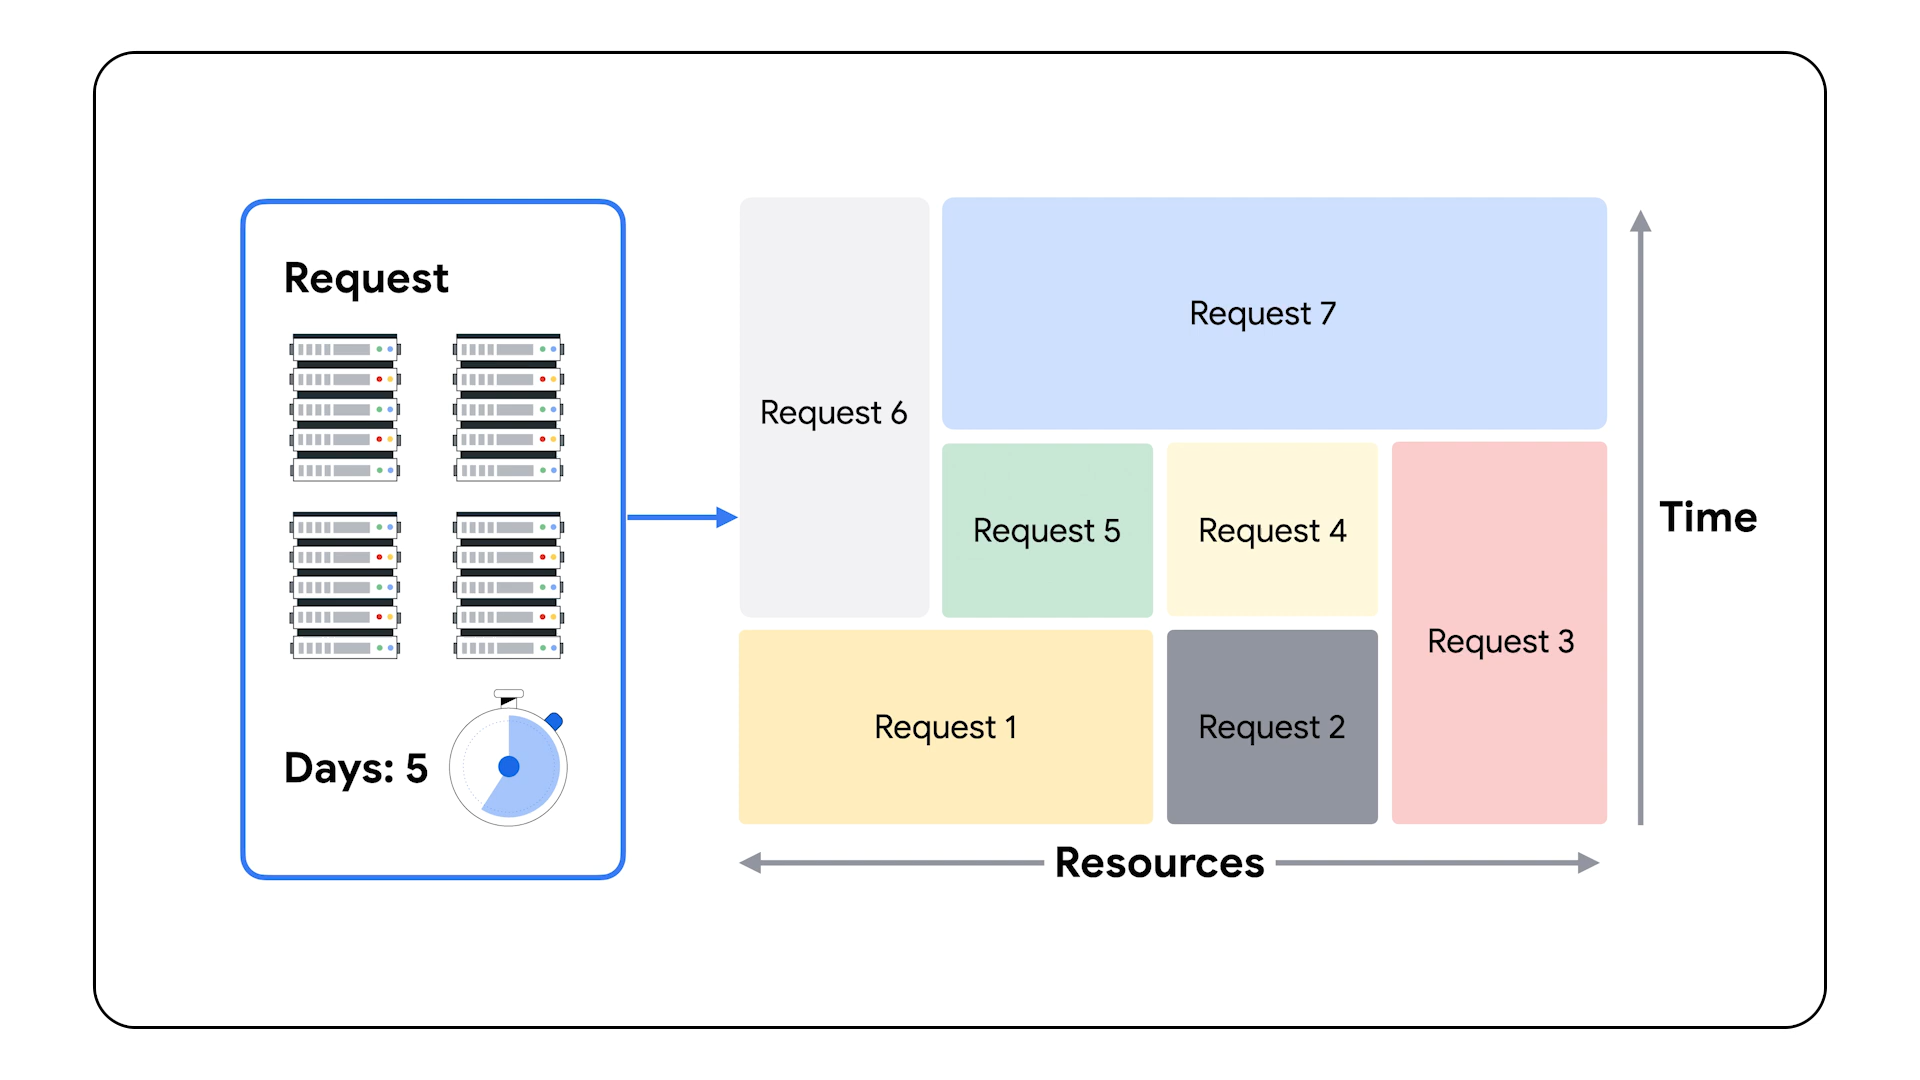 Request
Days: 5
Request 6
Request 7
Request 5
Request 4
Request 3
Request 1
Request 2
Time
Resources